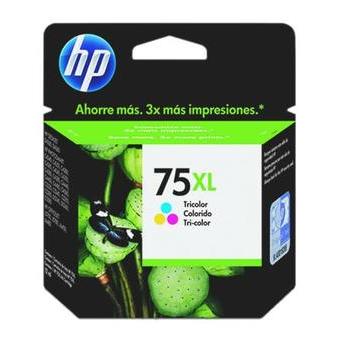 hp
Ahorre más. 3x más impresiones.*
75XL
Tricolor
Colorido
Tri-color